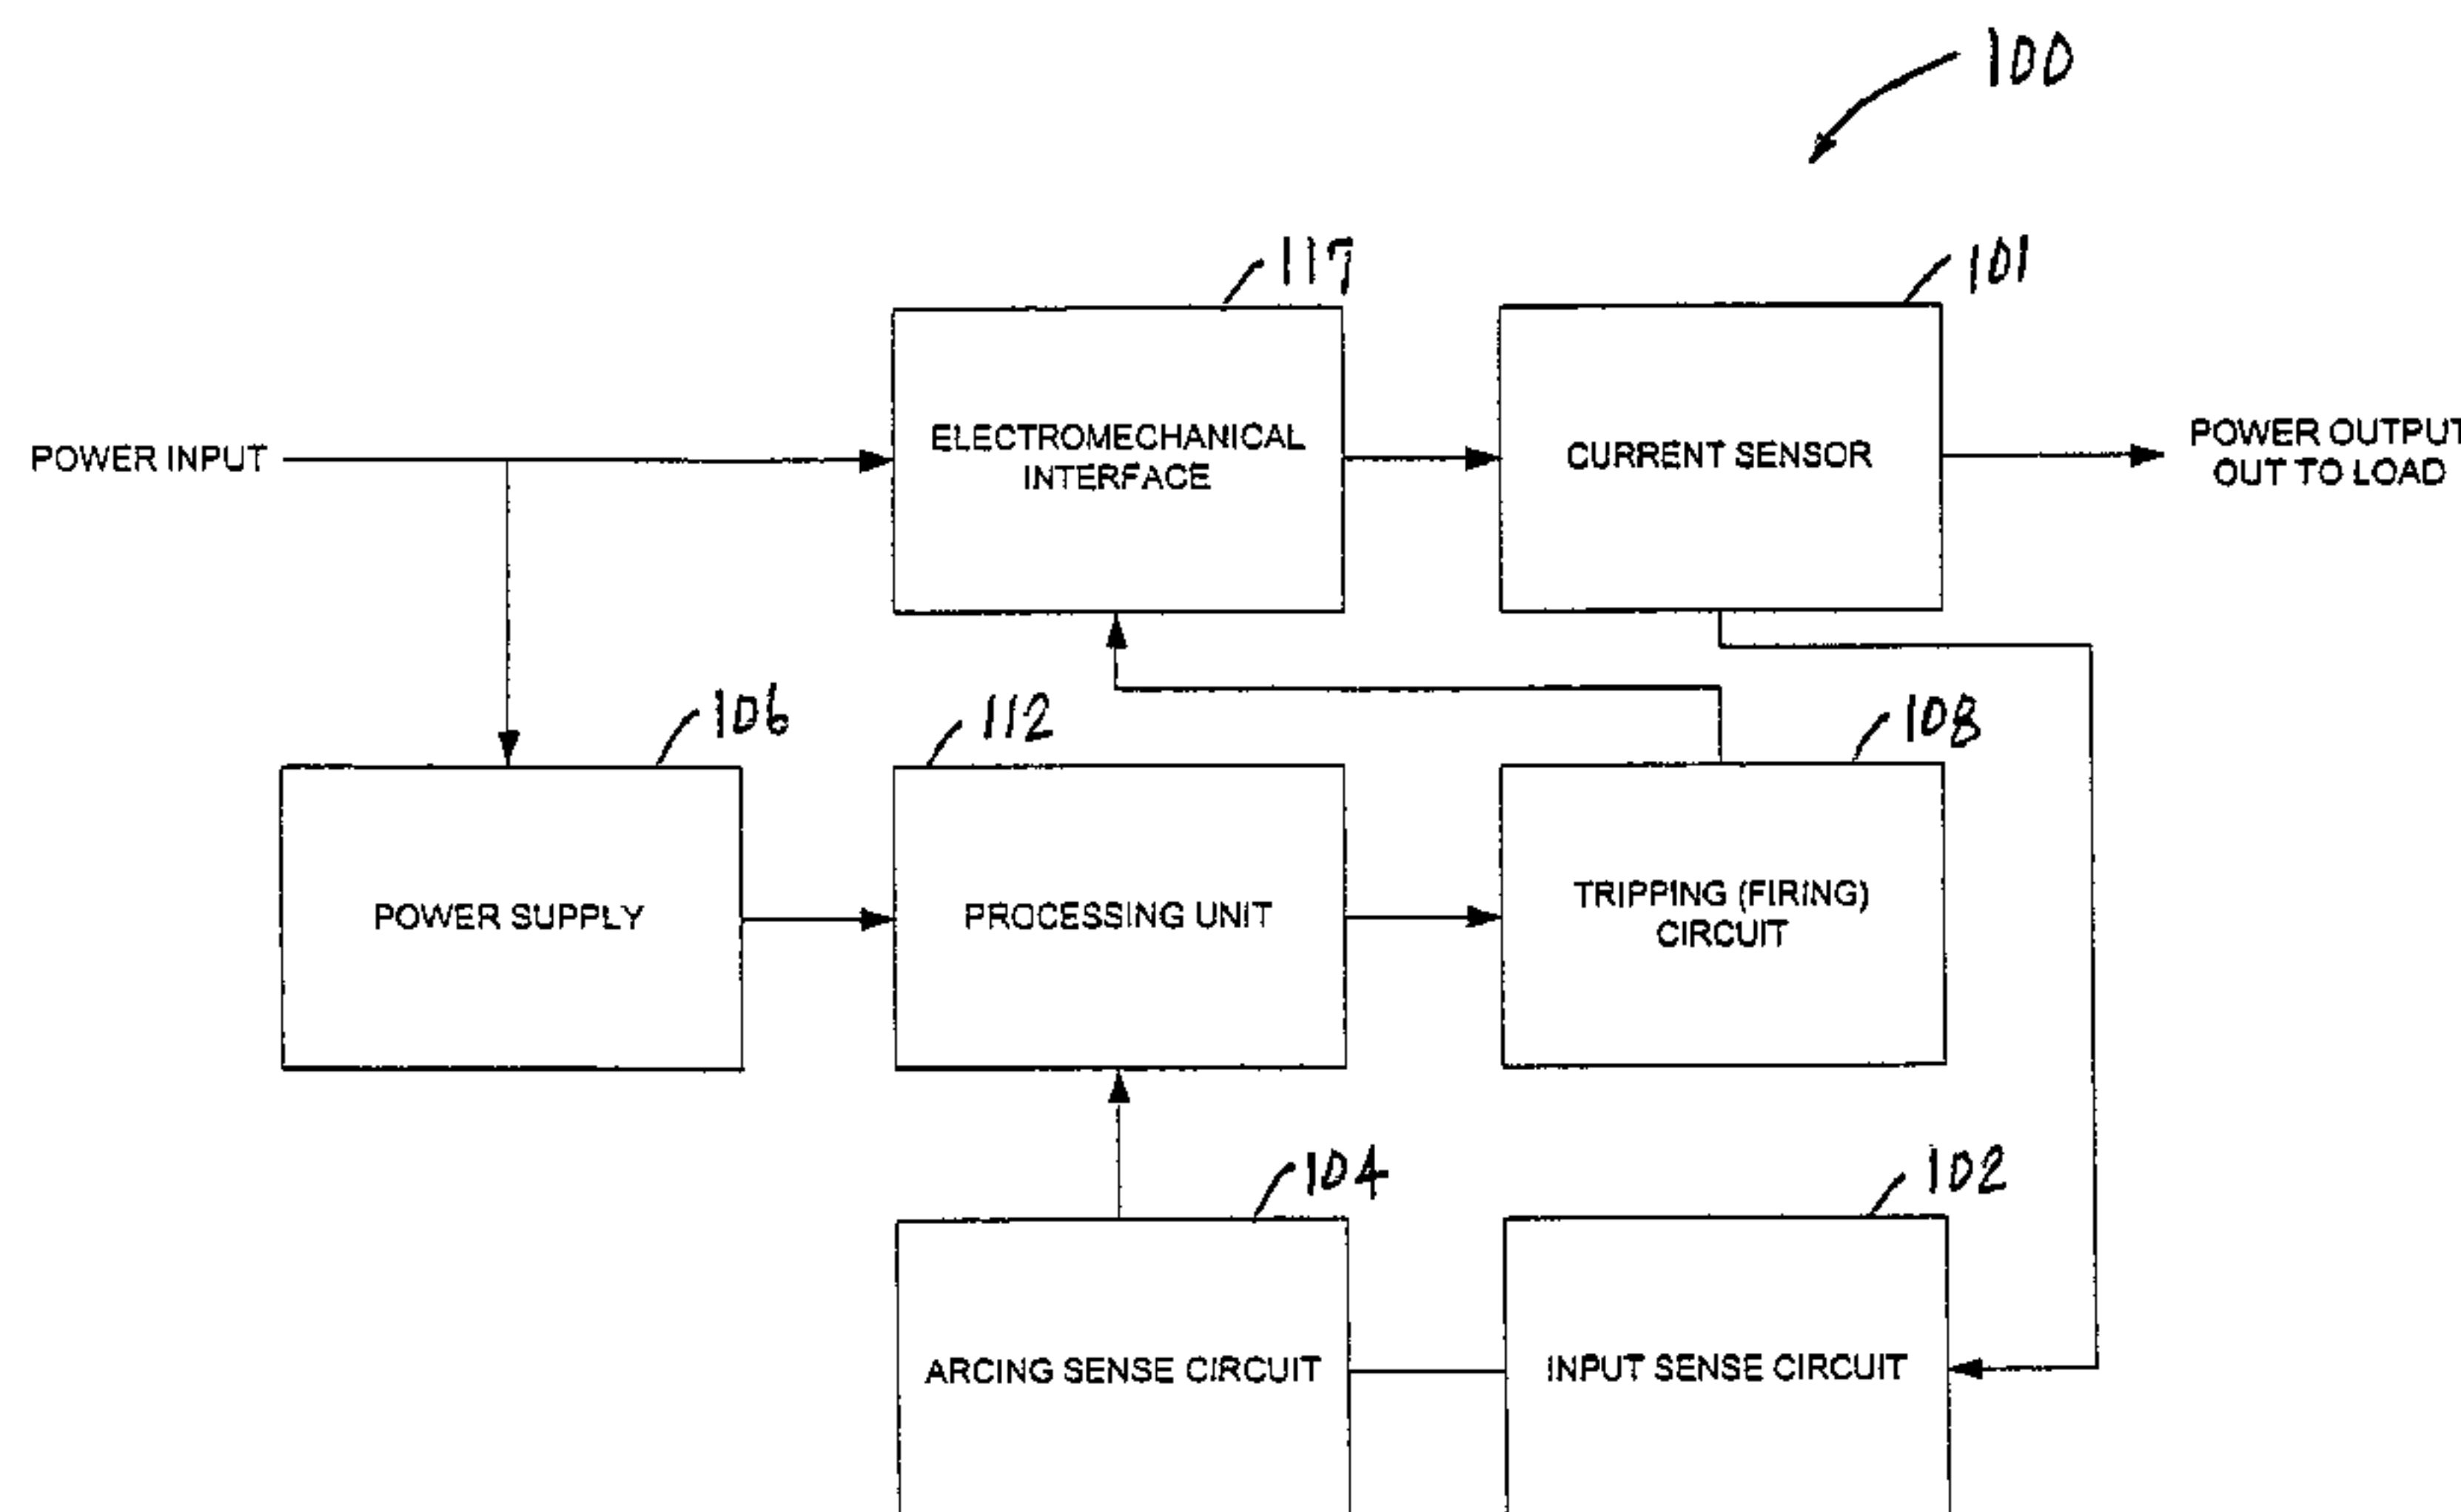 100
117
101
ELECTROMECHANICAL
INTERFACE
CURRENT SENSOR
POWER INPUT
POWER OUTPUT
OUT TO LOAD
106
112
108
POWER SUPPLY
PROCESSING UNIT
TRIPPING (FIRING)
CIRCUIT
104
102
ARCING SENSE CIRCUIT
INPUT SENSE CIRCUIT